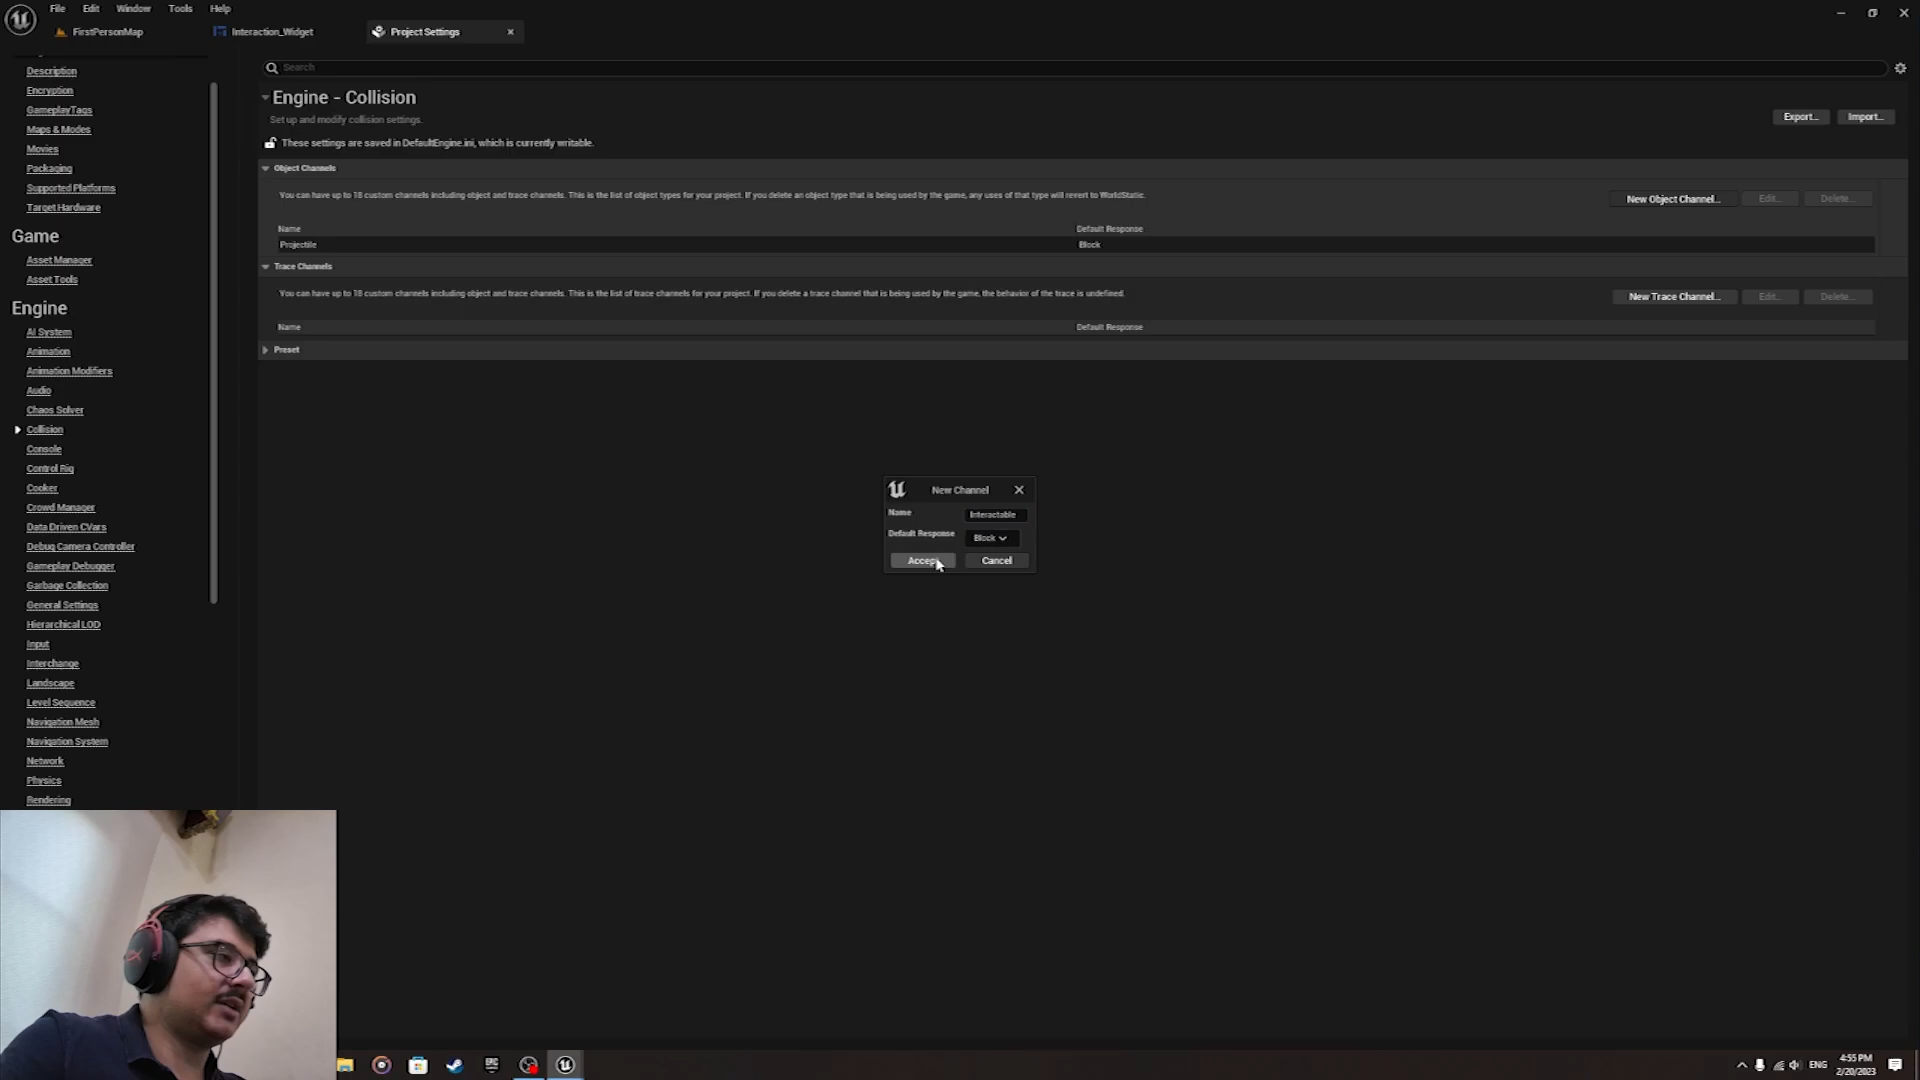 File Edit Window Tools Help
FirstPersonMap Interaction_Widget Project Settings
Description
Encryption
GameplayTags
Maps & Modes
Movies
Packaging
Supported Platforms
Target Hardware
Game
Asset Manager
Asset Tools
Engine
AI System
Animation
Animation Modifiers
Audio
Chaos Solver
Collision
Console
Control Rig
Cooker
Crowd Manager
Data Driven CVars
Debug Camera Controller
Gameplay Debugger
Garbage Collection
General Settings
Hierarchical LOD
Input
Interchange
Landscape
Level Sequence
Navigation Mesh
Navigation System
Network
Physics
Rendering
Search
Engine - Collision
Set up and modify collision settings.
Export... Import...
These settings are saved in DefaultEngine.ini, which is currently writable.
Object Channels
You can have up to 18 custom channels including object and trace channels. This is the list of object types for your project. If you delete an object type that is being used by the game, any uses of that type will revert to WorldStatic.
New Object Channel... Edit... Delete...
Name Default Response
Projectile Block
Trace Channels
You can have up to 18 custom channels including object and trace channels. This is the list of trace channels for your project. If you delete a trace channel that is being used by the game, the behavior of the trace is undefined.
New Trace Channel... Edit... Delete...
Name Default Response
Preset
New Channel
Name Interactable
Default Response Block
Accept Cancel
EPIC
ENG
4:55 PM
2/20/2023